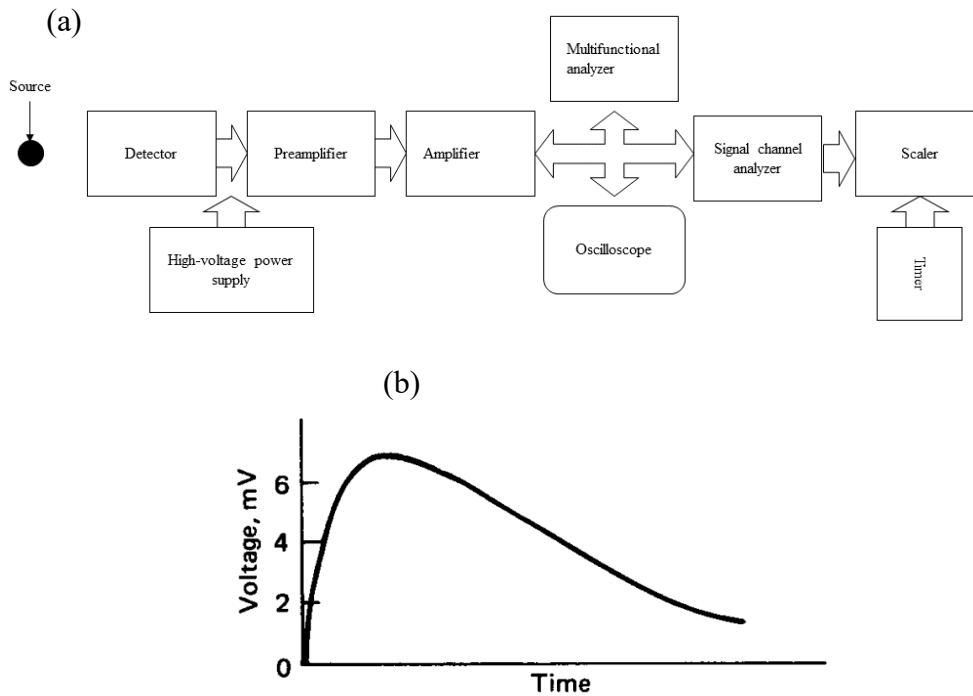 (a)
Source
Detector
Preamplifier
Amplifier
Multifunctional
analyzer
Signal channel
analyzer
Scaler
High-voltage power
supply
Oscilloscope
Timer
(b)
Voltage, mV
6
4
2
0
Time